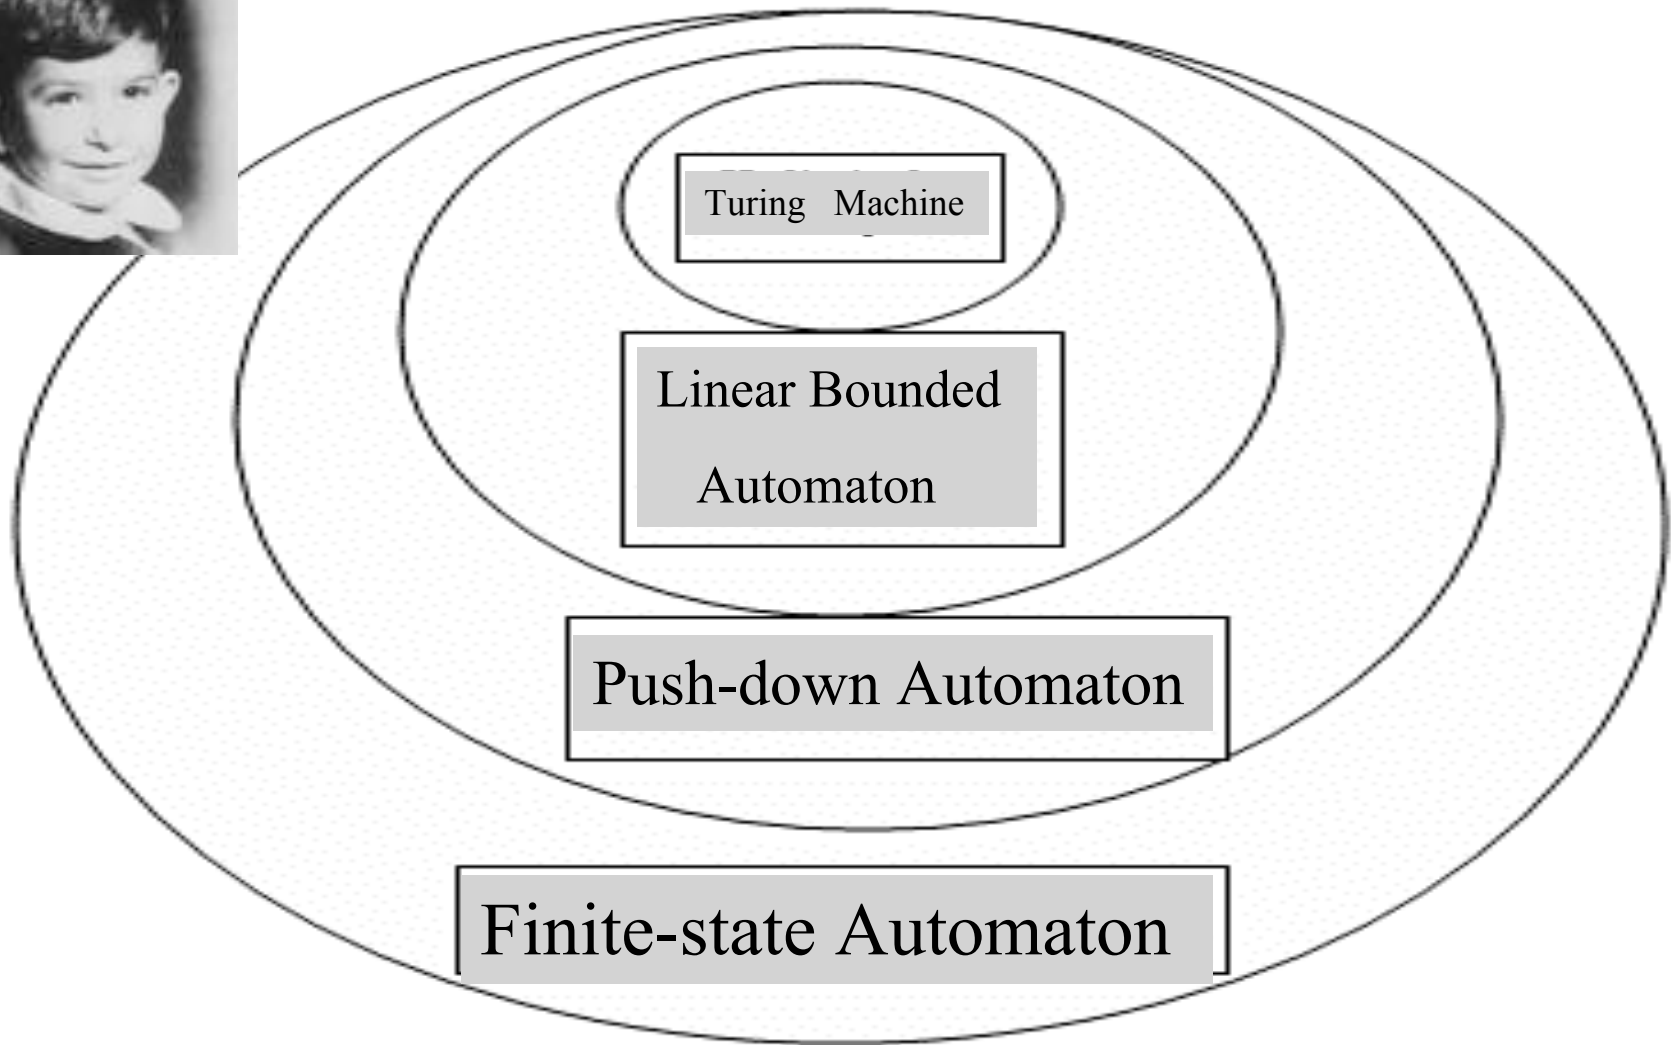 Turing Machine
Linear Bounded
Automaton
Push-down Automaton
Finite-state Automaton